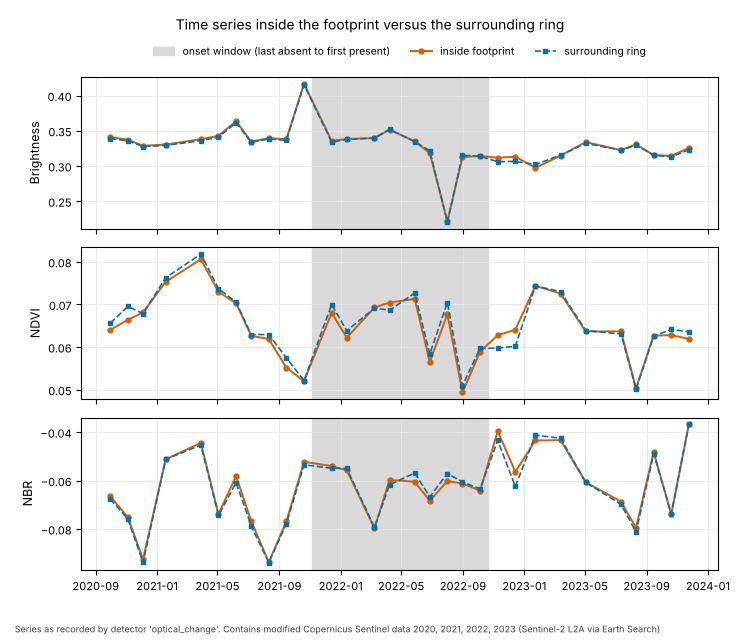 Time series inside the footprint versus the surrounding ring
onset window (last absent to first present) inside footprint surrounding ring
Brightness
0.40
0.35
0.30
0.25
NDVI
0.08
0.07
0.06
0.05
NBR
−0.04
−0.06
−0.08
2020-09 2021-01 2021-05 2021-09 2022-01 2022-05 2022-09 2023-01 2023-05 2023-09 2024-01
Series as recorded by detector 'optical_change'. Contains modified Copernicus Sentinel data 2020, 2021, 2022, 2023 (Sentinel-2 L2A via Earth Search)